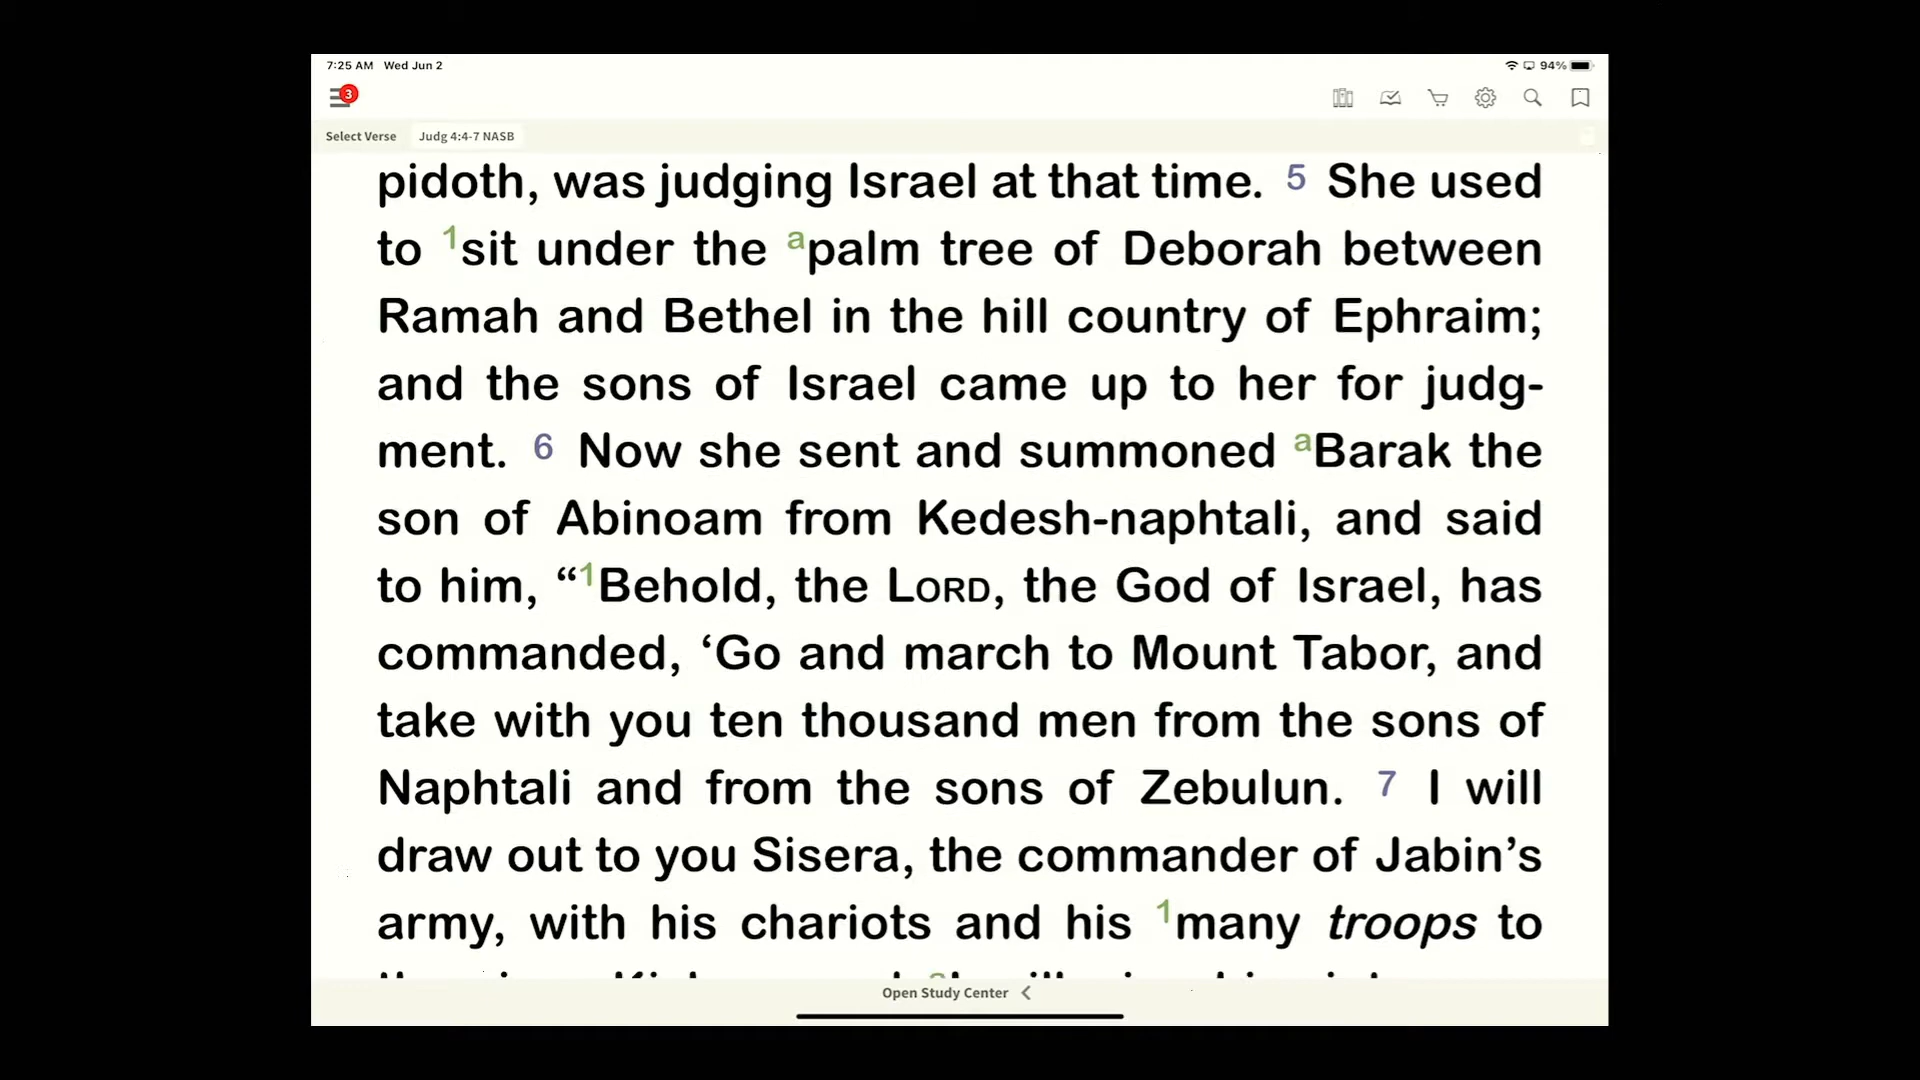 7:25 AM Wed Jun 2
94%
3
Select Verse Judg 4:4-7 NASB
pidoth, was judging Israel at that time. 5 She used
to 1sit under the apalm tree of Deborah between
Ramah and Bethel in the hill country of Ephraim;
and the sons of Israel came up to her for judg-
ment. 6 Now she sent and summoned aBarak the
son of Abinoam from Kedesh-naphtali, and said
to him, “1Behold, the LORD, the God of Israel, has
commanded, ‘Go and march to Mount Tabor, and
take with you ten thousand men from the sons of
Naphtali and from the sons of Zebulun. 7 I will
draw out to you Sisera, the commander of Jabin’s
army, with his chariots and his 1many troops to
Open Study Center